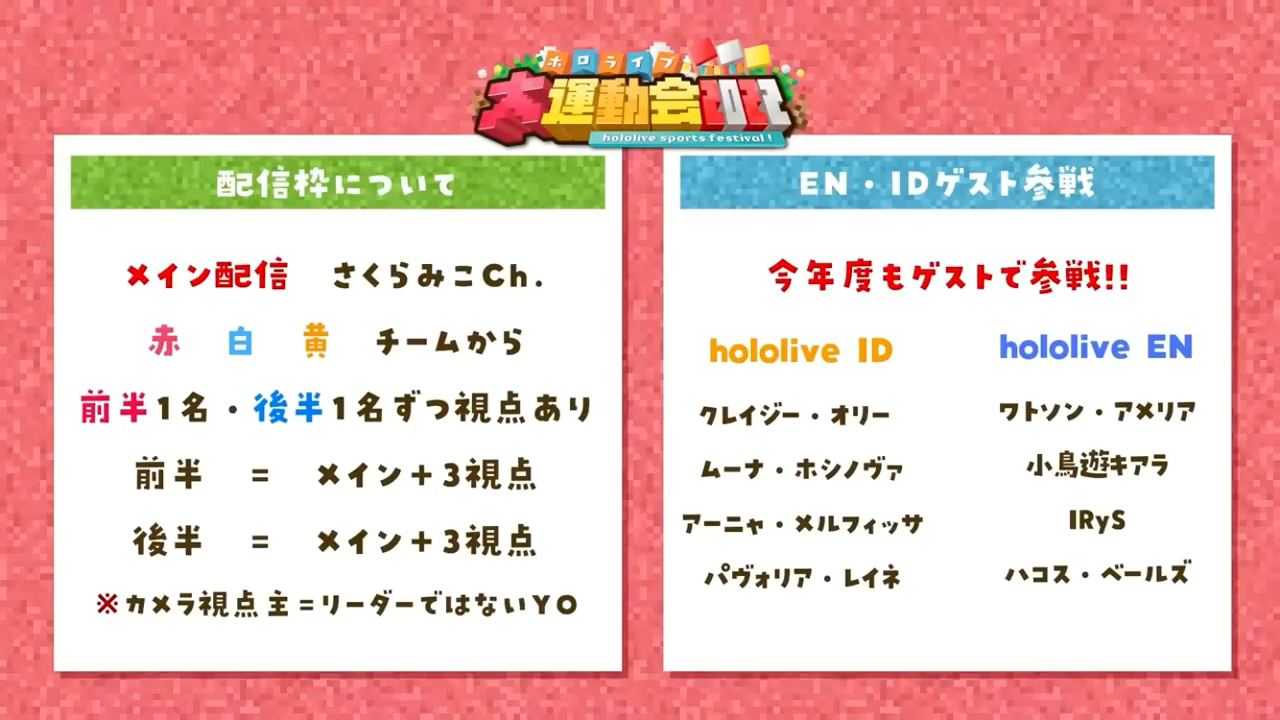 ホロライブ
大運動会2022
hololive sports festival!
配信枠について
メイン配信 さくらみこCh.
赤 白 黄 チームから
前半1名・後半1名ずつ視点あり
前半 = メイン+3視点
後半 = メイン+3視点
※カメラ視点主=リーダーではないYO
EN・IDゲスト参戦
今年度もゲストで参戦!!
hololive ID
クレイジー・オリー
ムーナ・ホシノヴァ
アーニャ・メルフィッサ
パヴォリア・レイネ
hololive EN
ワトソン・アメリア
小鳥遊キアラ
IRyS
ハコス・ベールズ